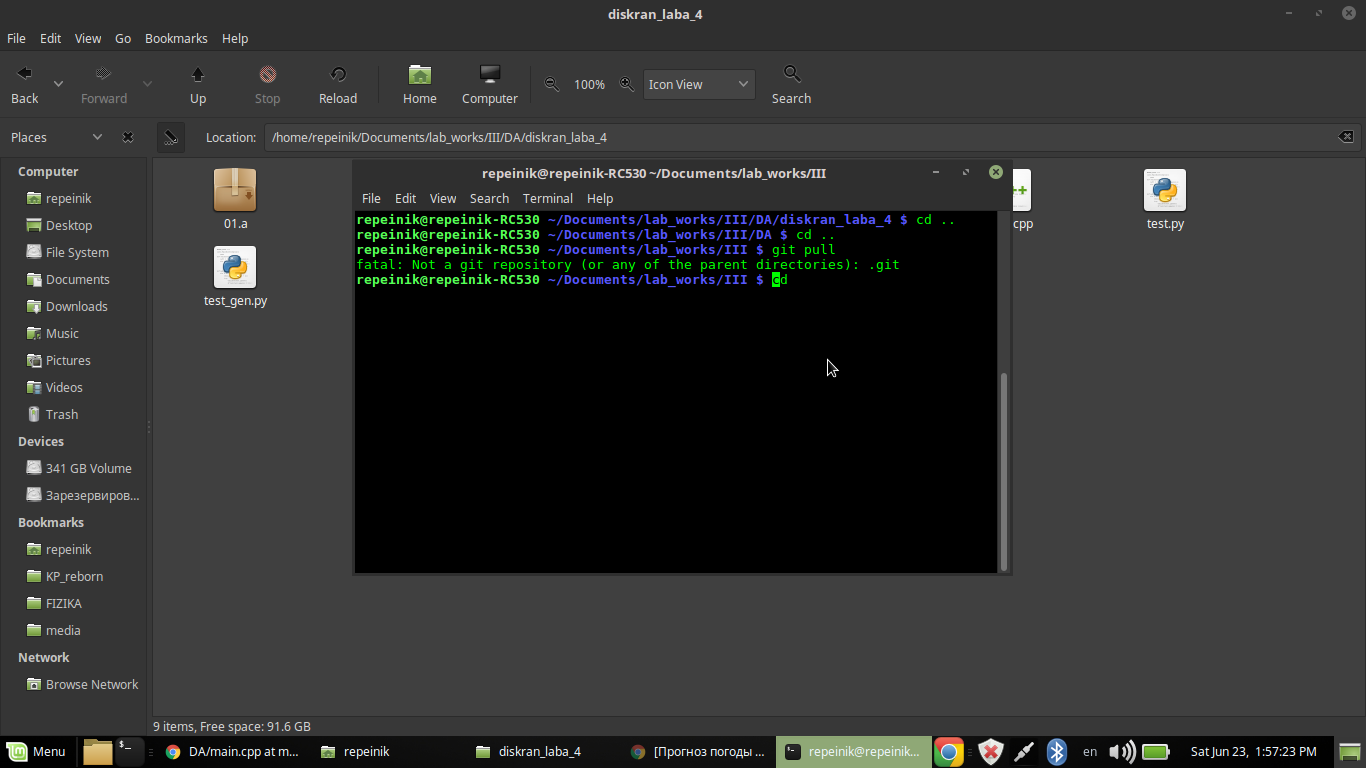 diskran_laba_4
File Edit View Go Bookmarks Help
Back Forward Up Stop Reload Home Computer 100% Icon View Search
Places Location: /home/repeinik/Documents/lab_works/III/DA/diskran_laba_4
Computer
repeinik
Desktop
File System
Documents
Downloads
Music
Pictures
Videos
Trash
Devices
341 GB Volume
Зарезервиров...
Bookmarks
repeinik
KP_reborn
FIZIKA
media
Network
Browse Network
01.a
cpp
test.py
test_gen.py
repeinik@repeinik-RC530 ~/Documents/lab_works/III
File Edit View Search Terminal Help
repeinik@repeinik-RC530 ~/Documents/lab_works/III/DA/diskran_laba_4 $ cd ..
repeinik@repeinik-RC530 ~/Documents/lab_works/III/DA $ cd ..
repeinik@repeinik-RC530 ~/Documents/lab_works/III $ git pull
fatal: Not a git repository (or any of the parent directories): .git
repeinik@repeinik-RC530 ~/Documents/lab_works/III $ cd
9 items, Free space: 91.6 GB
Menu DA/main.cpp at m... repeinik diskran_laba_4 [Прогноз погоды ... repeinik@repeinik... en Sat Jun 23, 1:57:23 PM